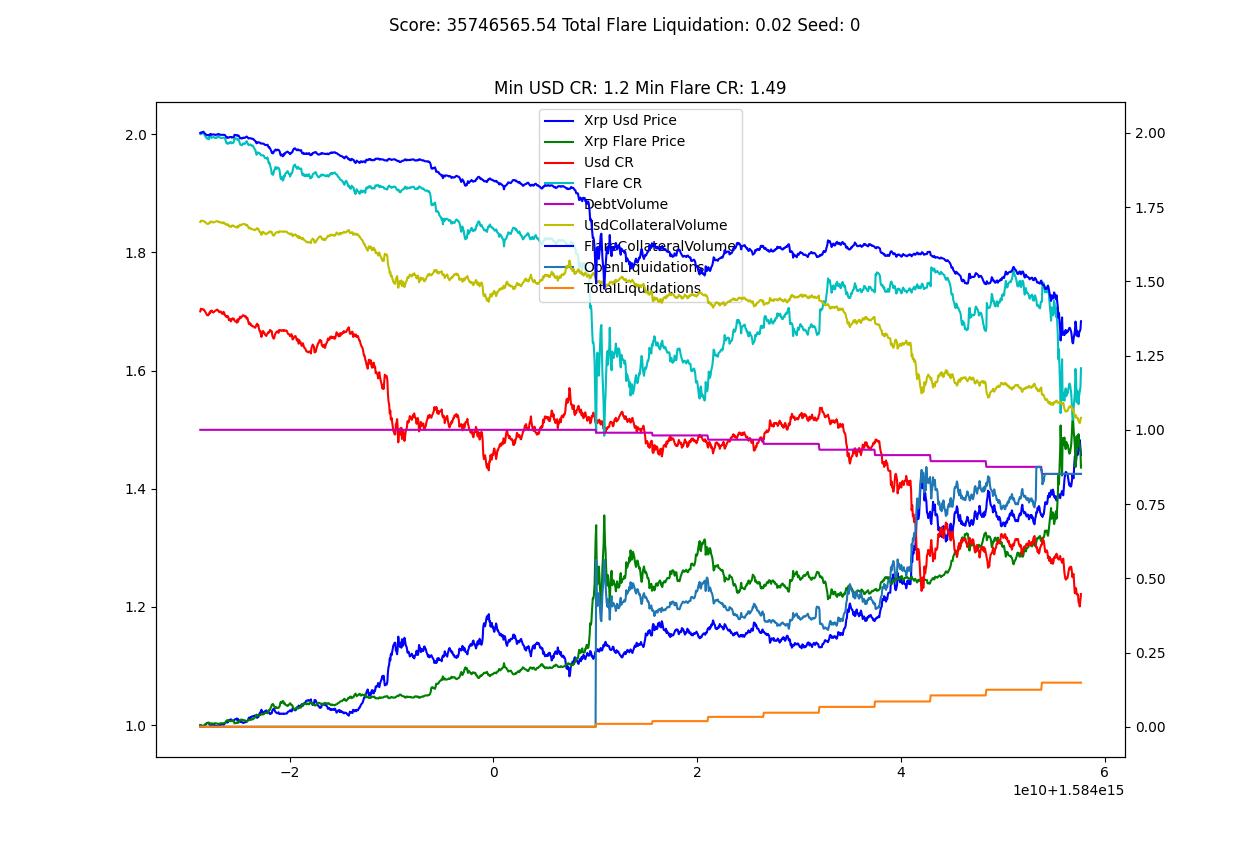 Score: 35746565.54 Total Flare Liquidation: 0.02 Seed: 0
Min USD CR: 1.2 Min Flare CR: 1.49
Xrp Usd Price
Xrp Flare Price
Usd CR
Flare CR
DebtVolume
UsdCollateralVolume
FlareCollateralVolume
OpenLiquidations
TotalLiquidations
2.0
1.8
1.6
1.4
1.2
1.0
2.00
1.75
1.50
1.25
1.00
0.75
0.50
0.25
0.00
−2
0
2
4
6
1e10+1.584e15